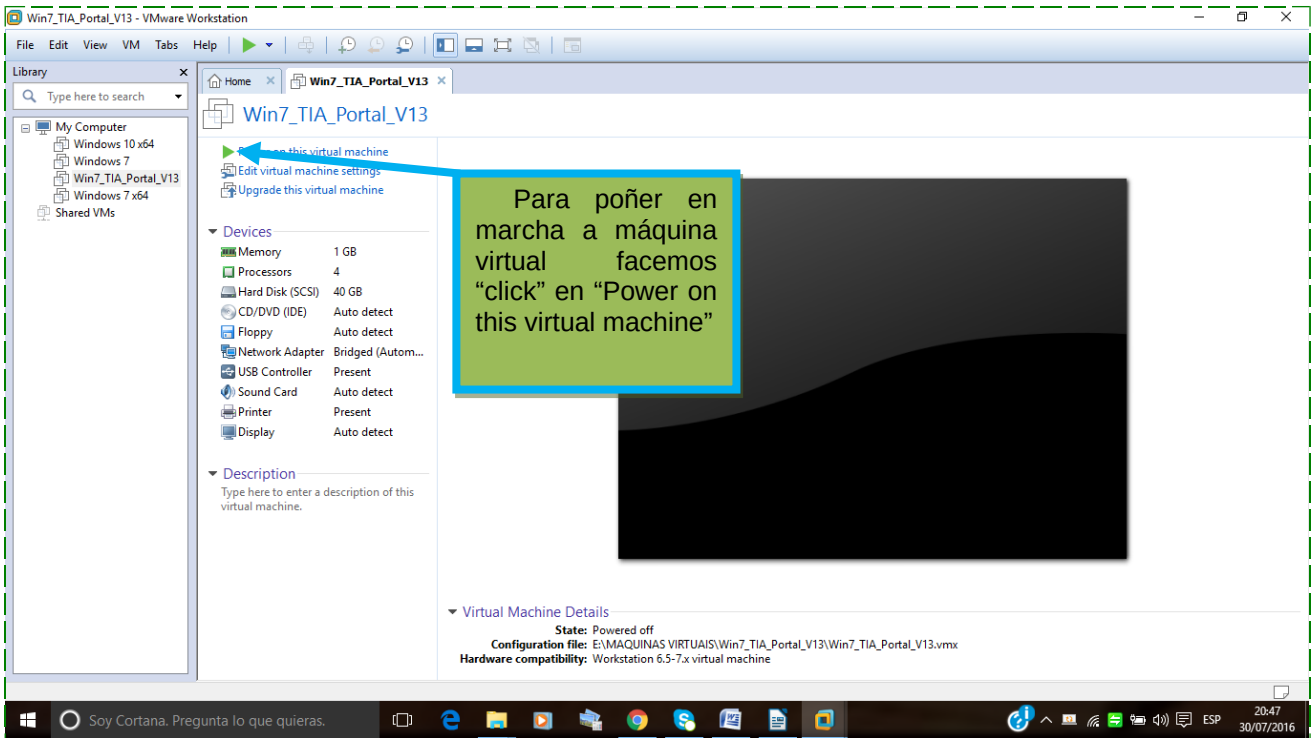 Win7_TIA_Portal_V13 - VMware Workstation
File Edit View VM Tabs Help
Library
Type here to search
My Computer
Windows 10 x64
Windows 7
Win7_TIA_Portal_V13
Windows 7 x64
Shared VMs
Home
Win7_TIA_Portal_V13
Win7_TIA_Portal_V13
on this virtual machine
Edit virtual machine settings
Upgrade this virtual machine
Devices
Memory 1 GB
Processors 4
Hard Disk (SCSI) 40 GB
CD/DVD (IDE) Auto detect
Floppy Auto detect
Network Adapter Bridged (Autom...
USB Controller Present
Sound Card Auto detect
Printer Present
Display Auto detect
Description
Type here to enter a description of this
virtual machine.
Para poñer en
marcha a máquina
virtual facemos
“click” en “Power on
this virtual machine”
Virtual Machine Details
State: Powered off
Configuration file: E:\MAQUINAS VIRTUAIS\Win7_TIA_Portal_V13\Win7_TIA_Portal_V13.vmx
Hardware compatibility: Workstation 6.5-7.x virtual machine
Soy Cortana. Pregunta lo que quieras.
ESP
20:47
30/07/2016